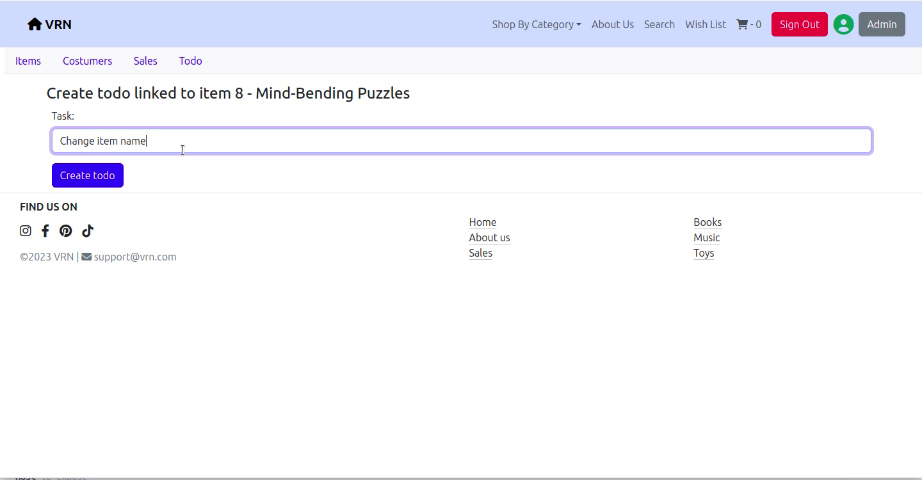 VRN
Shop By Category
About Us
Search
Wish List
- 0
Sign Out
Admin
Items
Costumers
Sales
Todo
Create todo linked to item 8 - Mind-Bending Puzzles
Task:
Change item name
Create todo
FIND US ON
Home
Books
About us
Music
Sales
Toys
©2023 VRN | support@vrn.com